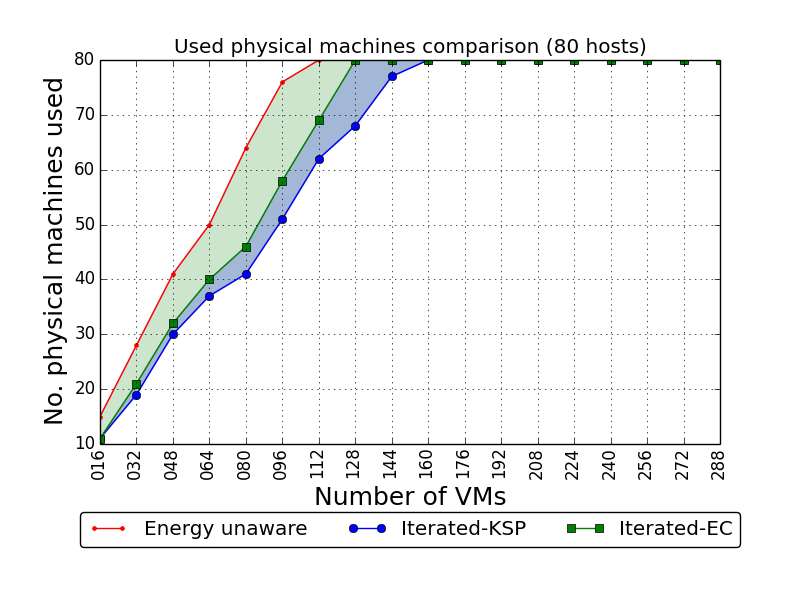 Used physical machines comparison (80 hosts)
No. physical machines used
80
70
60
50
40
30
20
10
016 032 048 064 080 096 112 128 144 160 176 192 208 224 240 256 272 288
Number of VMs
Energy unaware Iterated-KSP Iterated-EC